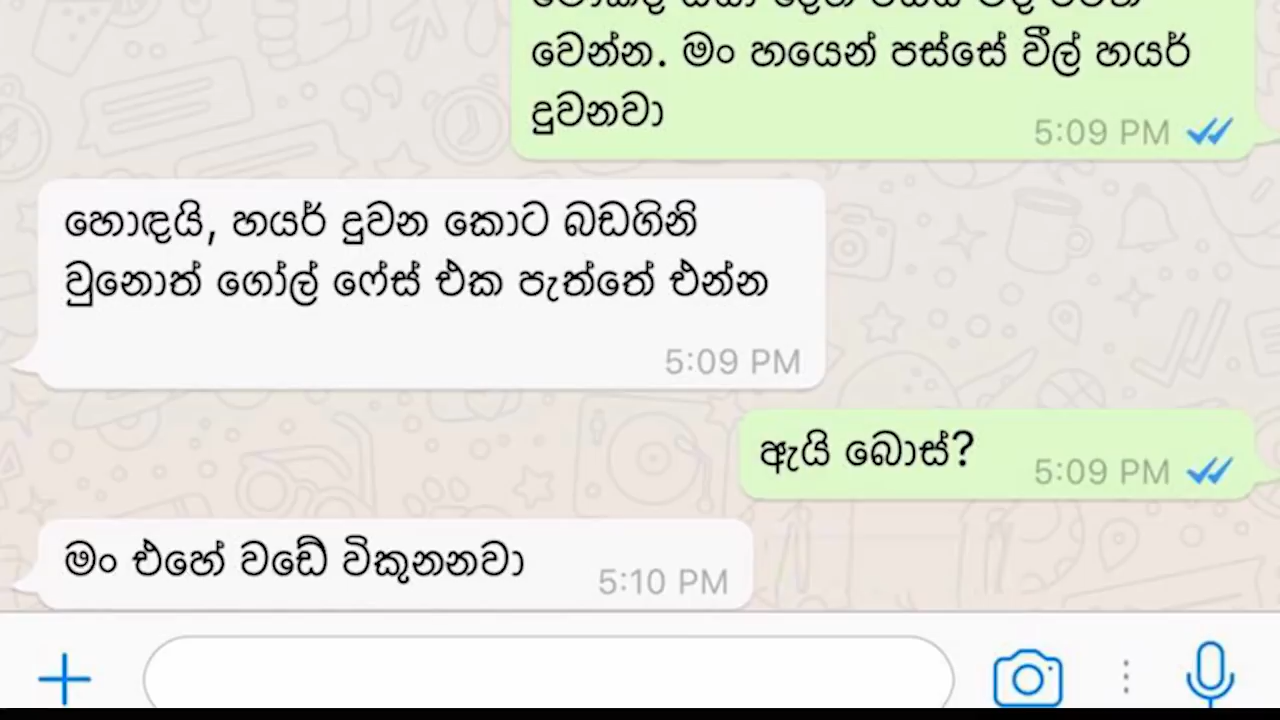 වෙන්න. මං හයෙන් පස්සේ වීල් හයර්
දුවනවා
5:09 PM
හොඳයි, හයර් දුවන කොට බඩගිනි
වුනොත් ගෝල් ෆේස් එක පැත්තේ එන්න
5:09 PM
ඇයි බොස්?
5:09 PM
මං එහේ වඩේ විකුනනවා
5:10 PM